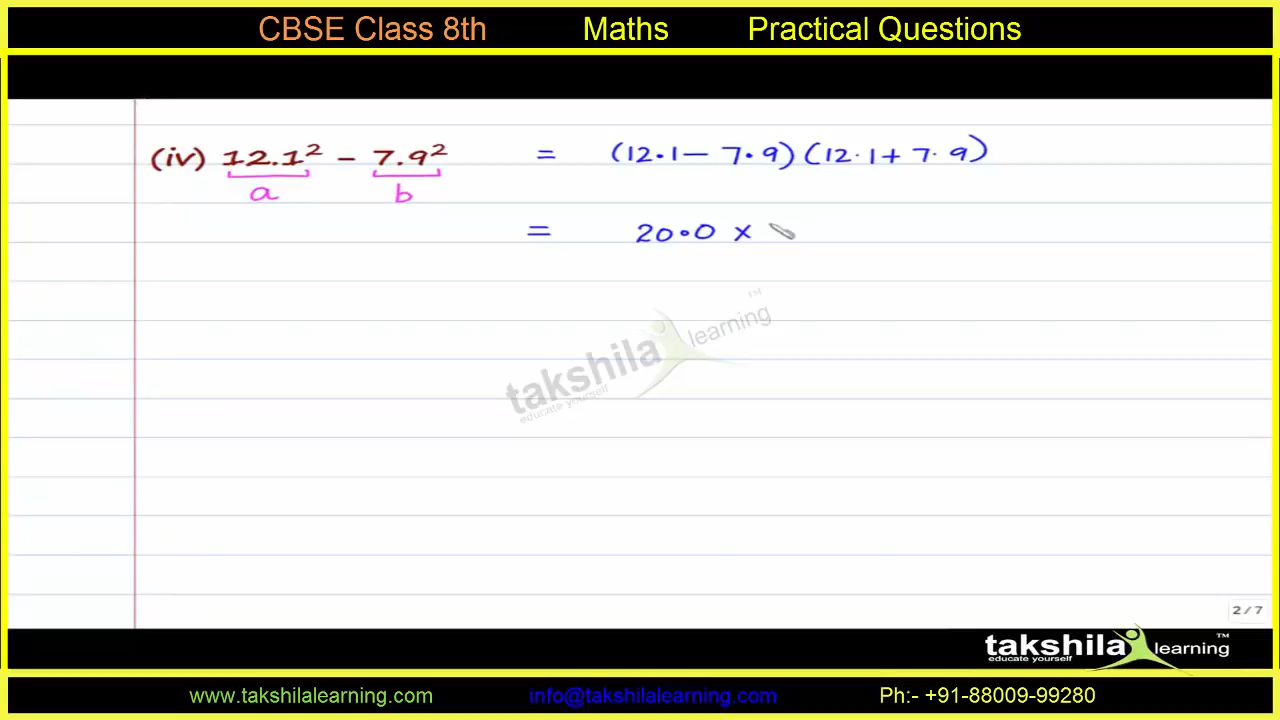 CBSE Class 8th Maths Practical Questions
(iv) 12.1² - 7.9² = (12.1 - 7.9)(12.1 + 7.9)
a b
= 20.0 ×
takshila learning ™
educate yourself
2 / 7
takshila learning ™
educate yourself
www.takshilalearning.com info@takshilalearning.com Ph:- +91-88009-99280